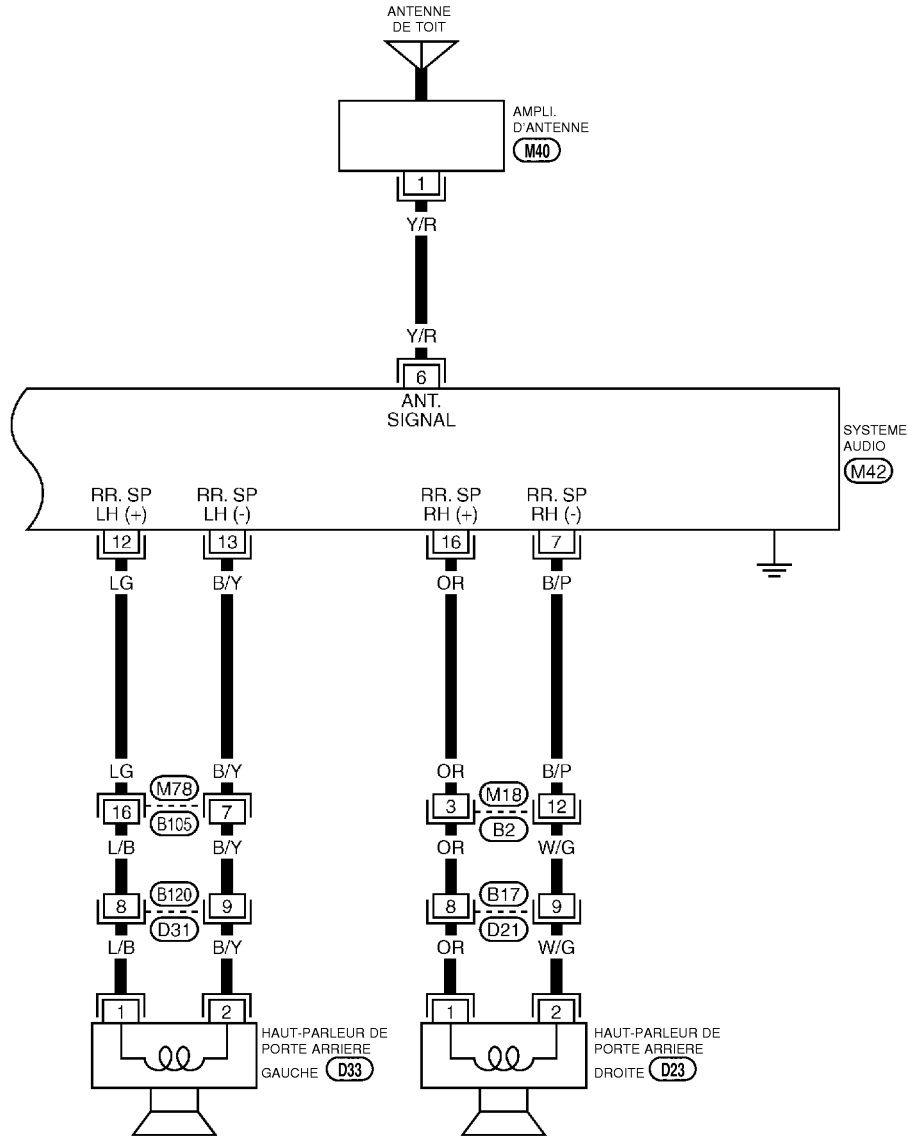 ANTENNE
DE TOIT
AMPLI.
D'ANTENNE
M40
1
Y/R
Y/R
6
ANT.
SIGNAL
SYSTEME
AUDIO
M42
RR. SP
LH (+)
RR. SP
LH (-)
RR. SP
RH (+)
RR. SP
RH (-)
12
13
16
7
LG
B/Y
OR
B/P
LG
B/Y
OR
B/P
16
M78
B105
7
3
M18
B2
12
L/B
B/Y
OR
W/G
8
B120
D31
9
8
B17
D21
9
L/B
B/Y
OR
W/G
1
2
1
2
HAUT-PARLEUR DE
PORTE ARRIERE
GAUCHE D33
HAUT-PARLEUR DE
PORTE ARRIERE
DROITE D23